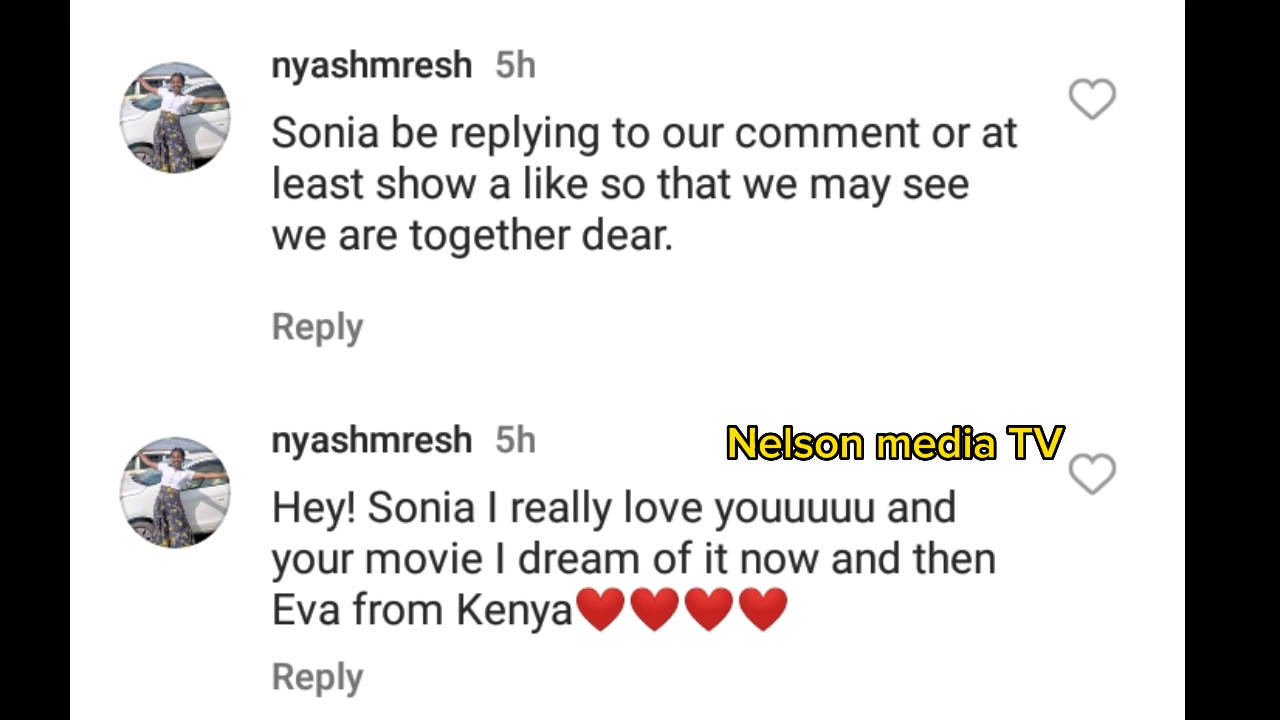 nyashmresh 5h
Sonia be replying to our comment or at
least show a like so that we may see
we are together dear.
Reply
nyashmresh 5h
Nelson media TV
Hey! Sonia I really love youuuuu and
your movie I dream of it now and then
Eva from Kenya❤️❤️❤️❤️
Reply